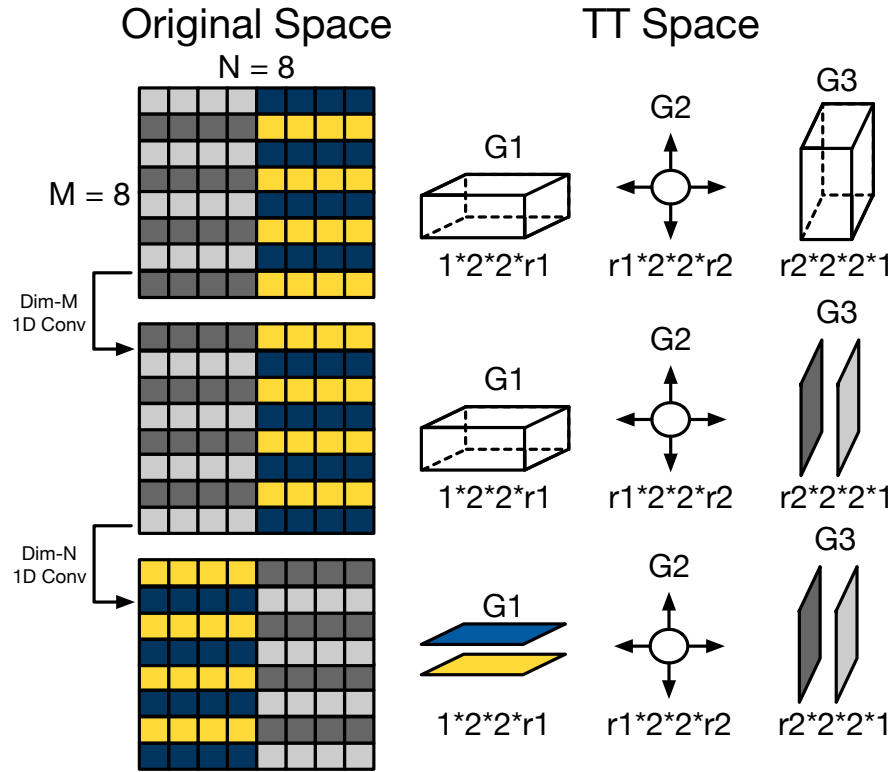 Original Space
TT Space
N = 8
M = 8
G1
G2
G3
1*2*2*r1
r1*2*2*r2
r2*2*2*1
Dim-M
1D Conv
G1
G2
G3
1*2*2*r1
r1*2*2*r2
r2*2*2*1
Dim-N
1D Conv
G1
G2
G3
1*2*2*r1
r1*2*2*r2
r2*2*2*1